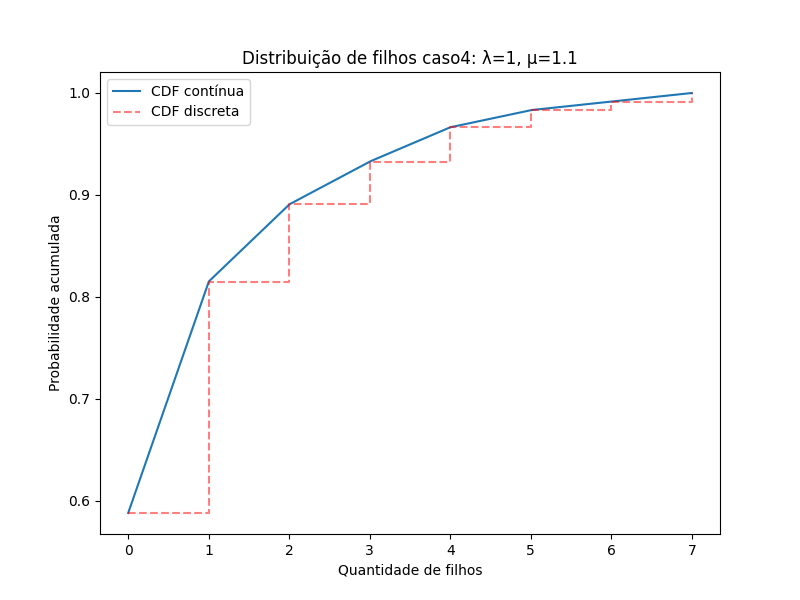 Distribuição de filhos caso4: λ=1, μ=1.1
CDF contínua
CDF discreta
1.0
0.9
0.8
0.7
0.6
Probabilidade acumulada
0 1 2 3 4 5 6 7
Quantidade de filhos